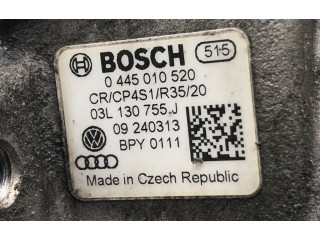 BOSCH 515
0 445 010 520
CR/CP4S1/R35/20
03L 130 755 J
09 240313
BPY 0111
Made in Czech Republic